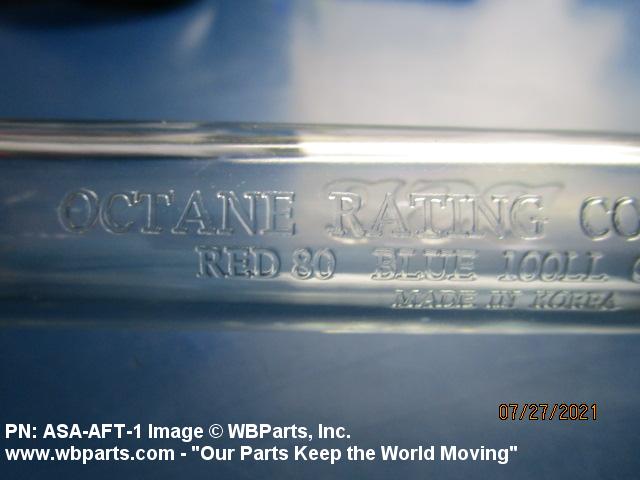 OCTANE RATING CO
RED 80 BLUE 100LL
MADE IN KOREA
07/27/2021
PN: ASA-AFT-1 Image © WBParts, Inc.
www.wbparts.com - "Our Parts Keep the World Moving"